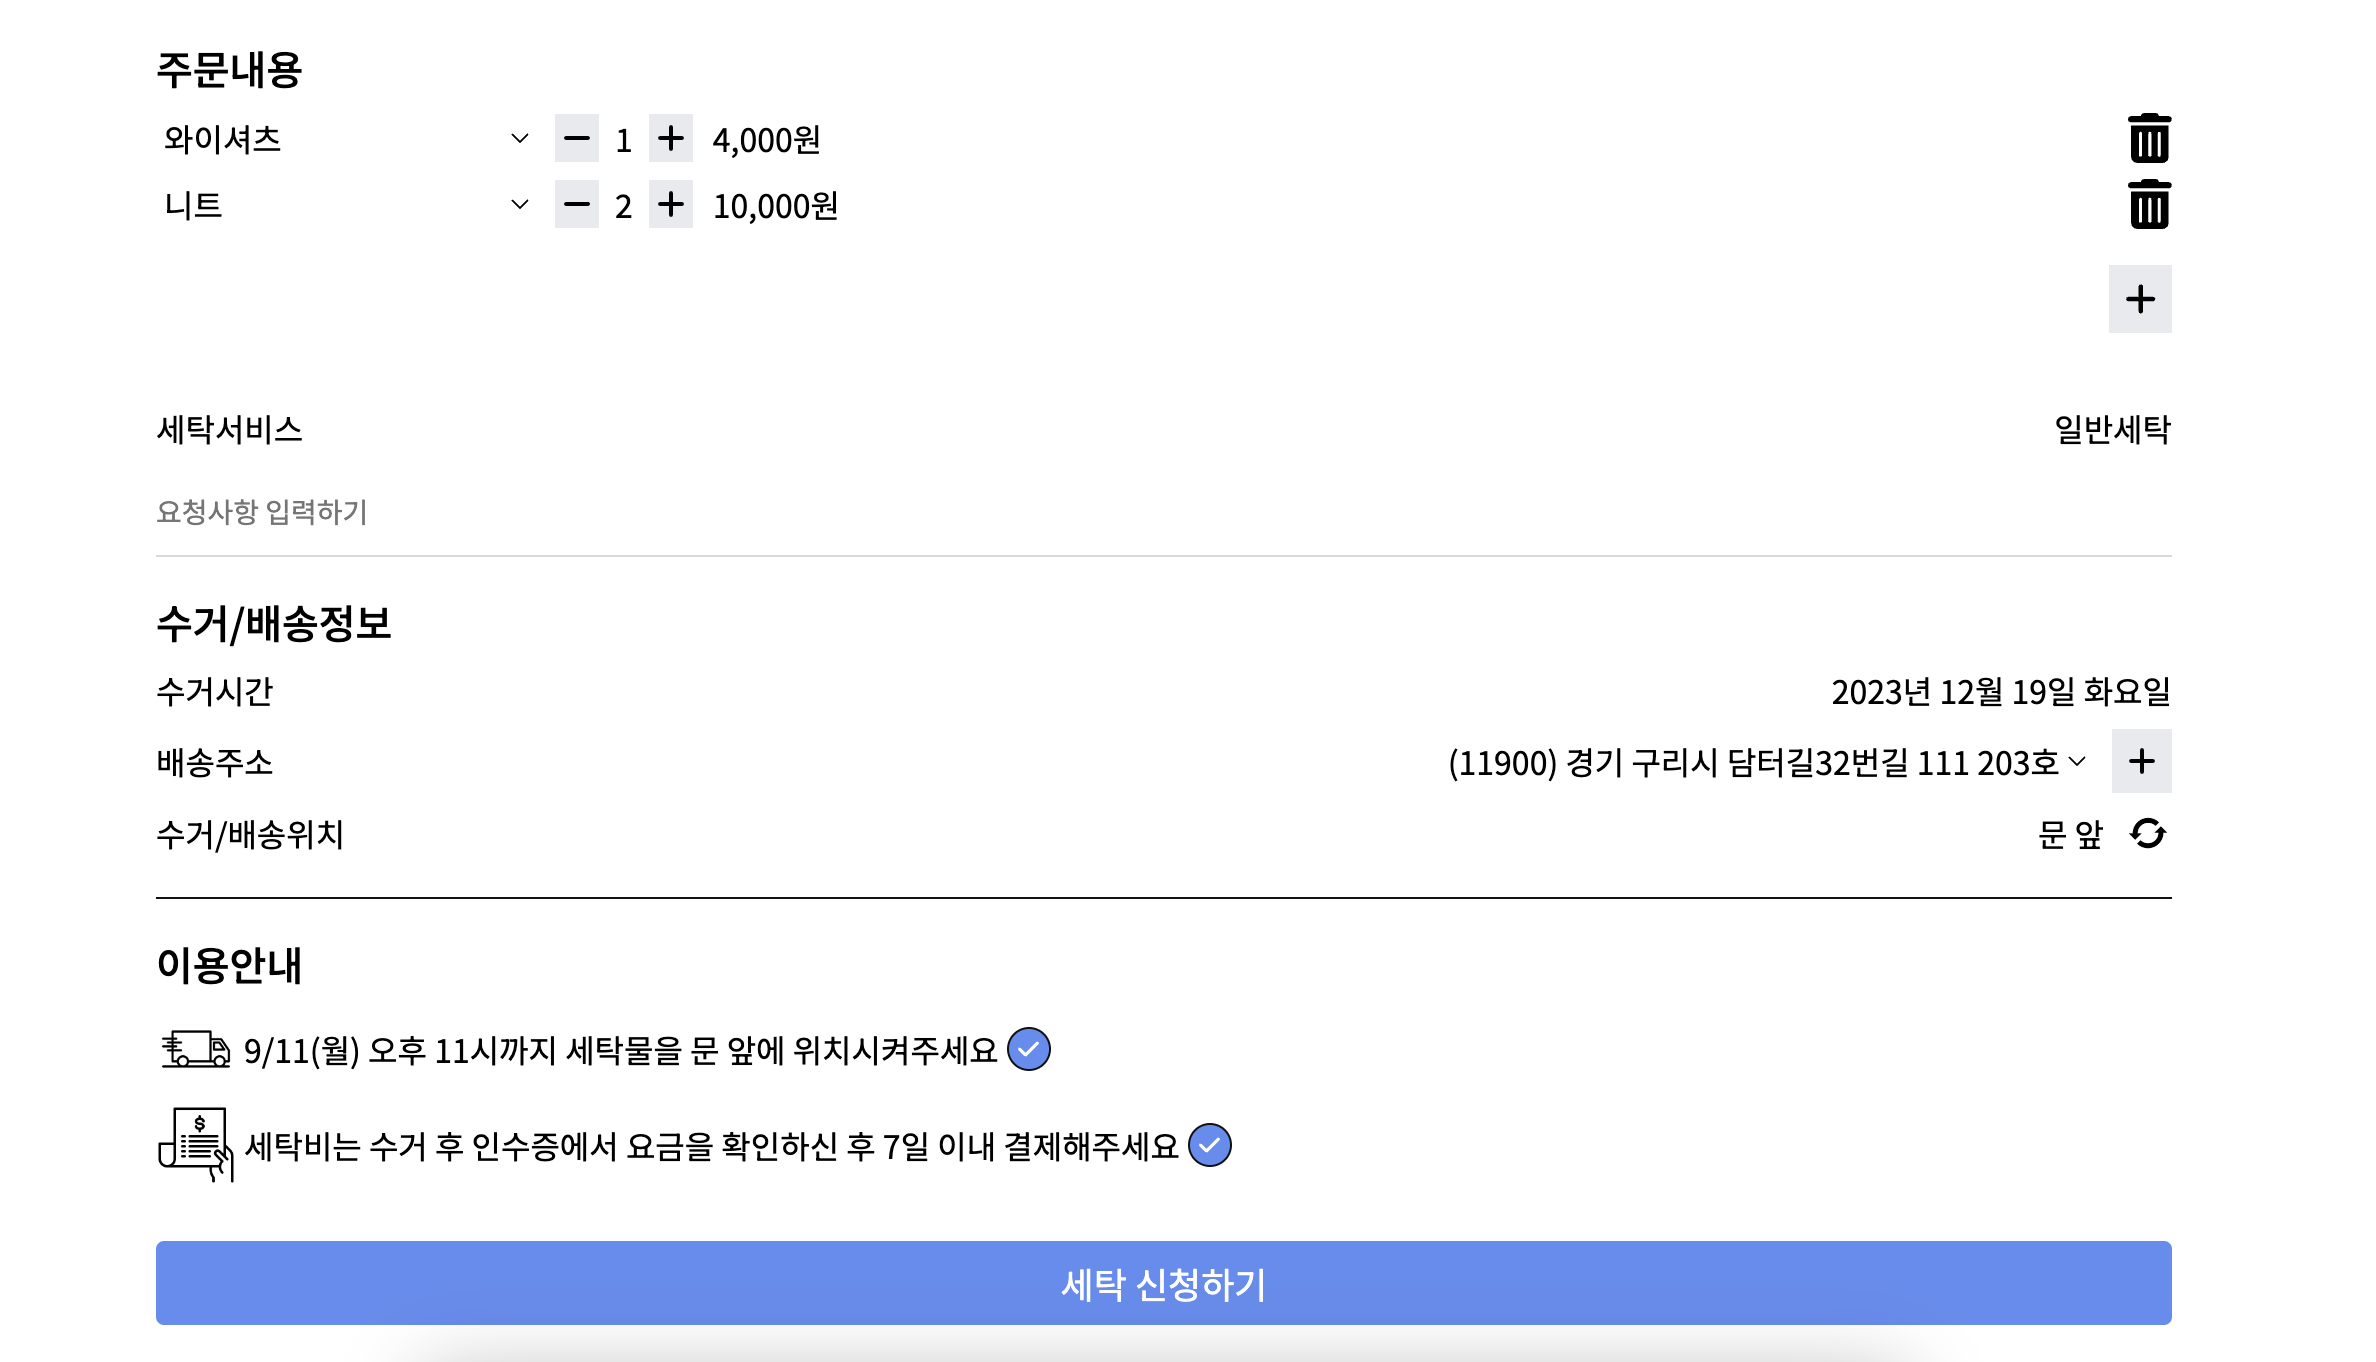 주문내용
와이셔츠 1 4,000원
니트 2 10,000원
세탁서비스 일반세탁
요청사항 입력하기
수거/배송정보
수거시간 2023년 12월 19일 화요일
배송주소 (11900) 경기 구리시 담터길32번길 111 203호
수거/배송위치 문 앞
이용안내
9/11(월) 오후 11시까지 세탁물을 문 앞에 위치시켜주세요
$
세탁비는 수거 후 인수증에서 요금을 확인하신 후 7일 이내 결제해주세요
세탁 신청하기